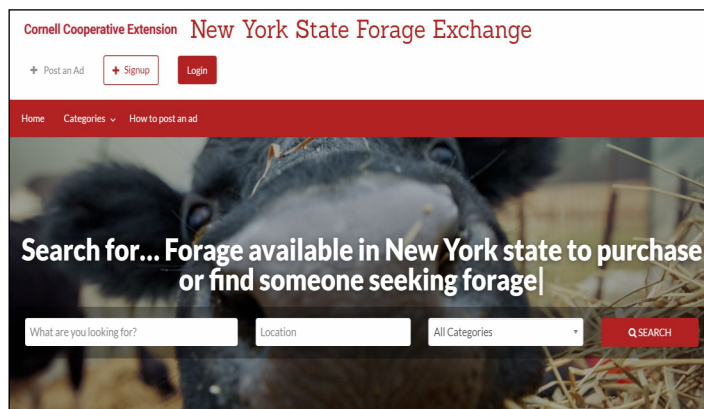 Cornell Cooperative Extension New York State Forage Exchange
+ Post an Ad + Signup Login
Home Categories How to post an ad
Search for... Forage available in New York state to purchase
or find someone seeking forage|
What are you looking for? Location All Categories SEARCH